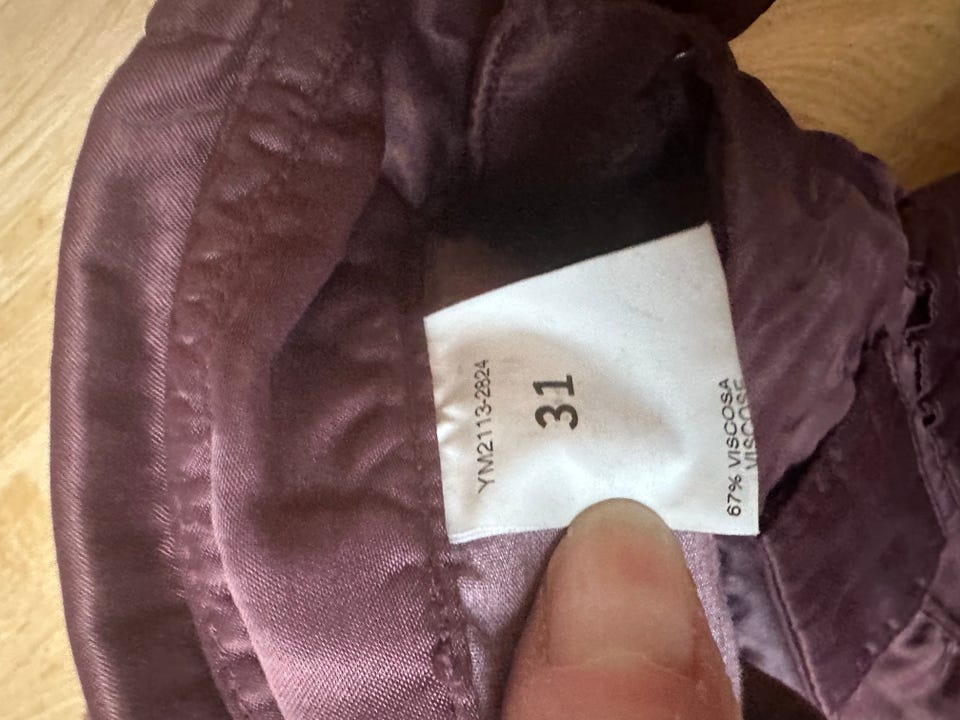 YM2113-2824
31
67% VISCOSA
VISCOSE